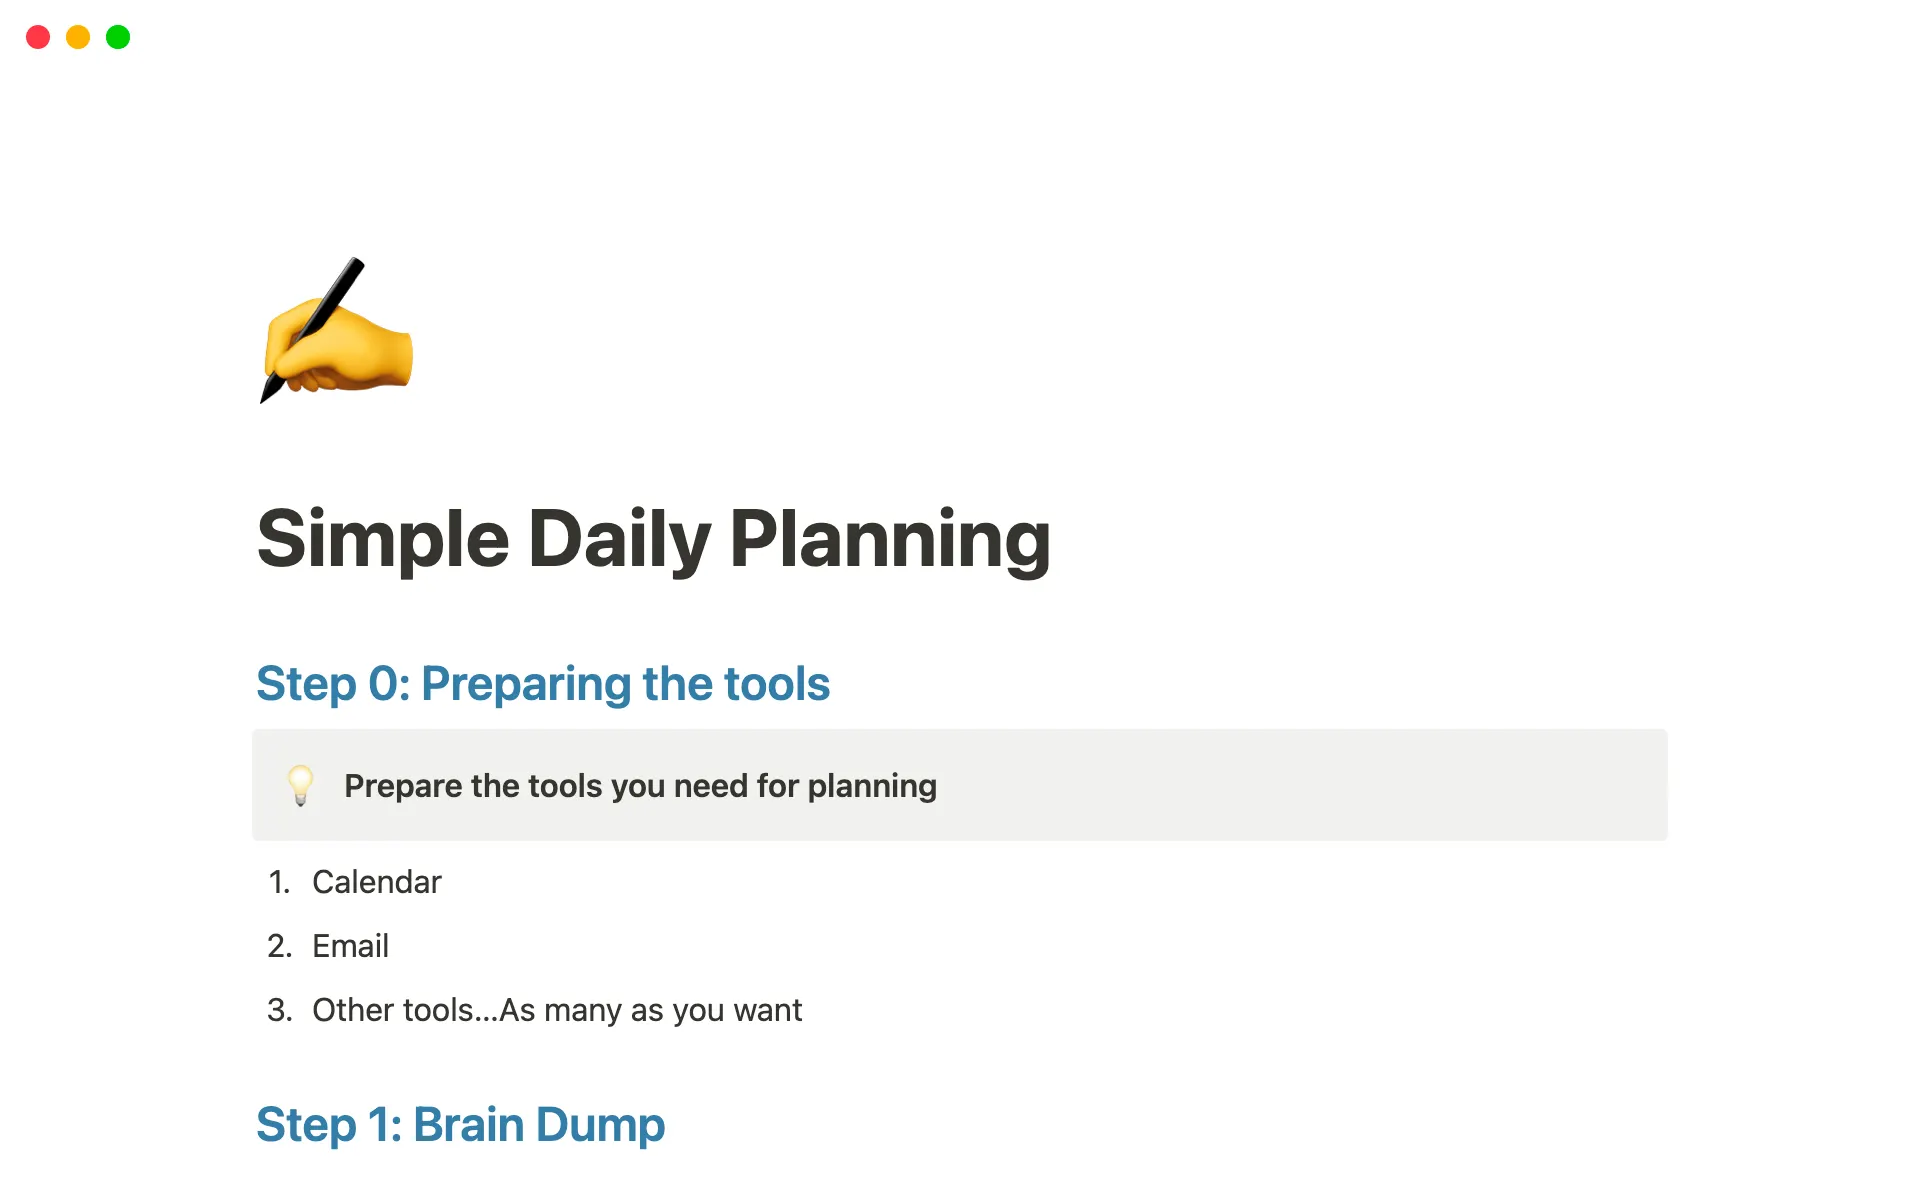 Simple Daily Planning
Step 0: Preparing the tools
Prepare the tools you need for planning
1. Calendar
2. Email
3. Other tools...As many as you want
Step 1: Brain Dump